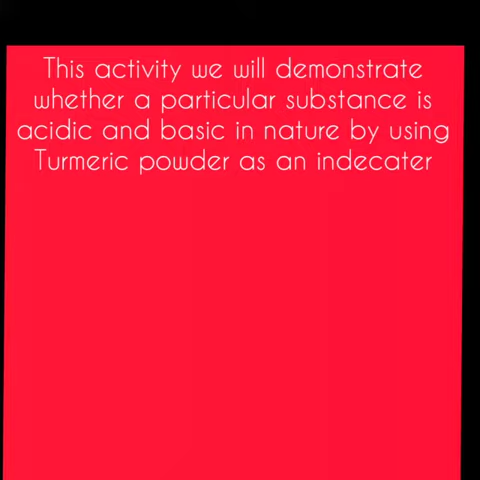 This activity we will demonstrate
whether a particular substance is
acidic and basic in nature by using
Turmeric powder as an indecater